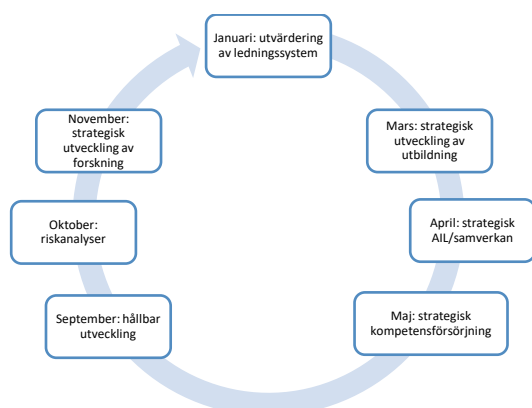 Januari: utvärdering
av ledningssystem
Mars: strategisk
utveckling av
utbildning
April: strategisk
AIL/samverkan
Maj: strategisk
kompetensförsörjning
September: hållbar
utveckling
Oktober:
riskanalyser
November:
strategisk
utveckling av
forskning